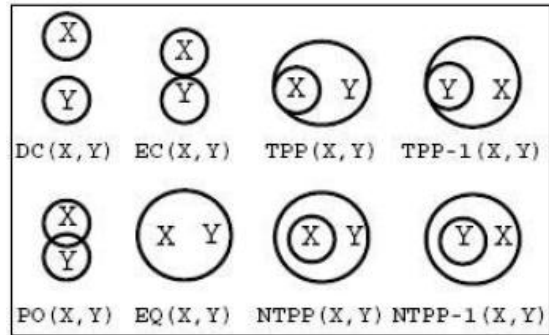 X X X Y Y X
Y Y
DC(X,Y) EC(X,Y) TPP(X,Y) TPP-1(X,Y)
X X Y X Y Y X
Y
PO(X,Y) EQ(X,Y) NTPP(X,Y) NTPP-1(X,Y)